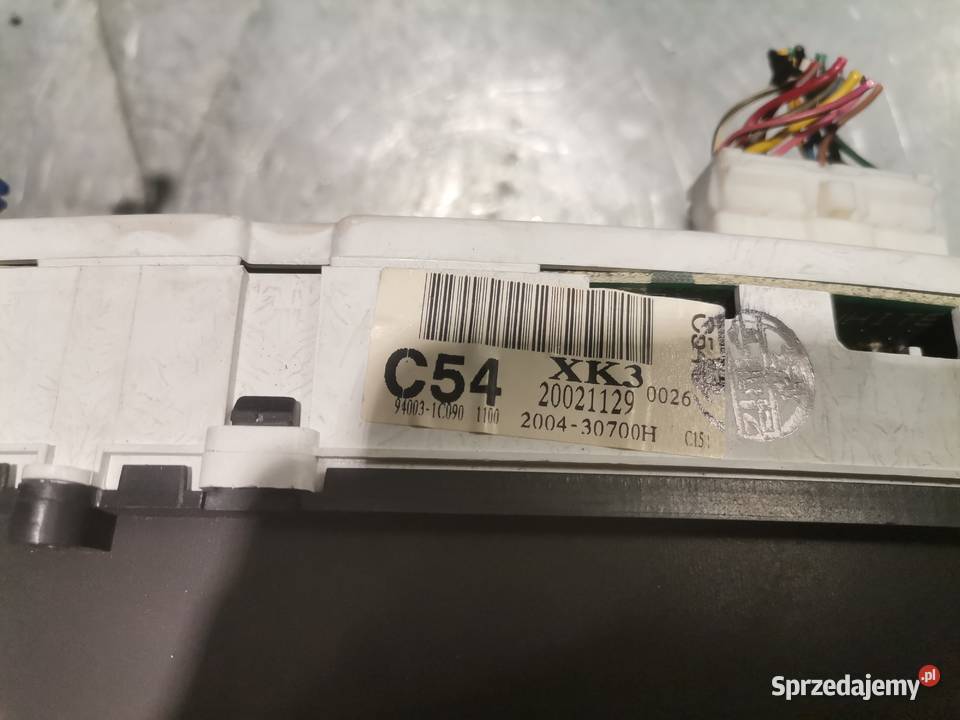 C54
XK3
20021129 0026
94003-1C090 1100
2004-30700H
C15
Sprzedajemy.pl